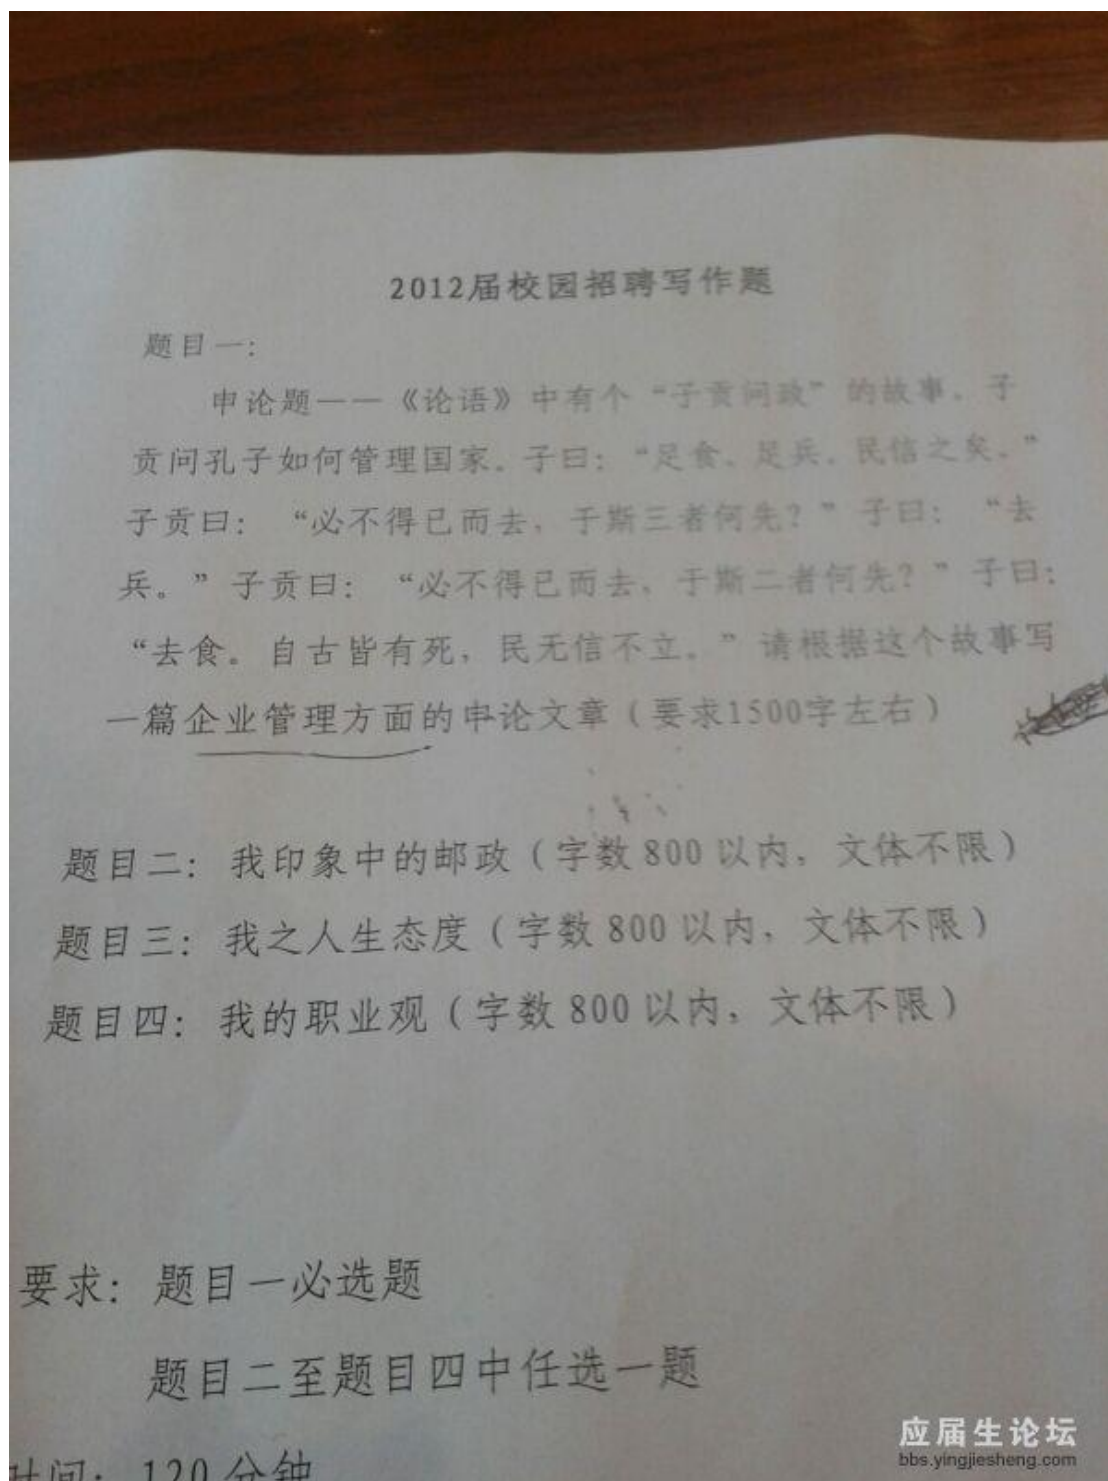 2012届校园招聘写作题
题目一：
申论题——《论语》中有个“子贡问政”的故事。子
贡问孔子如何管理国家。子曰：“足食、足兵、民信之矣。”
子贡曰：“必不得已而去，于斯三者何先？”子曰：“去
兵。”子贡曰：“必不得已而去，于斯二者何先？”子曰：
“去食。自古皆有死，民无信不立。”请根据这个故事写
一篇企业管理方面的申论文章（要求1500字左右）
题目二：我印象中的邮政（字数 800 以内，文体不限）
题目三：我之人生态度（字数 800 以内，文体不限）
题目四：我的职业观（字数 800 以内，文体不限）
要求：题目一必选题
题目二至题目四中任选一题
时间：120 分钟
应届生论坛
bbs.yingjiesheng.com